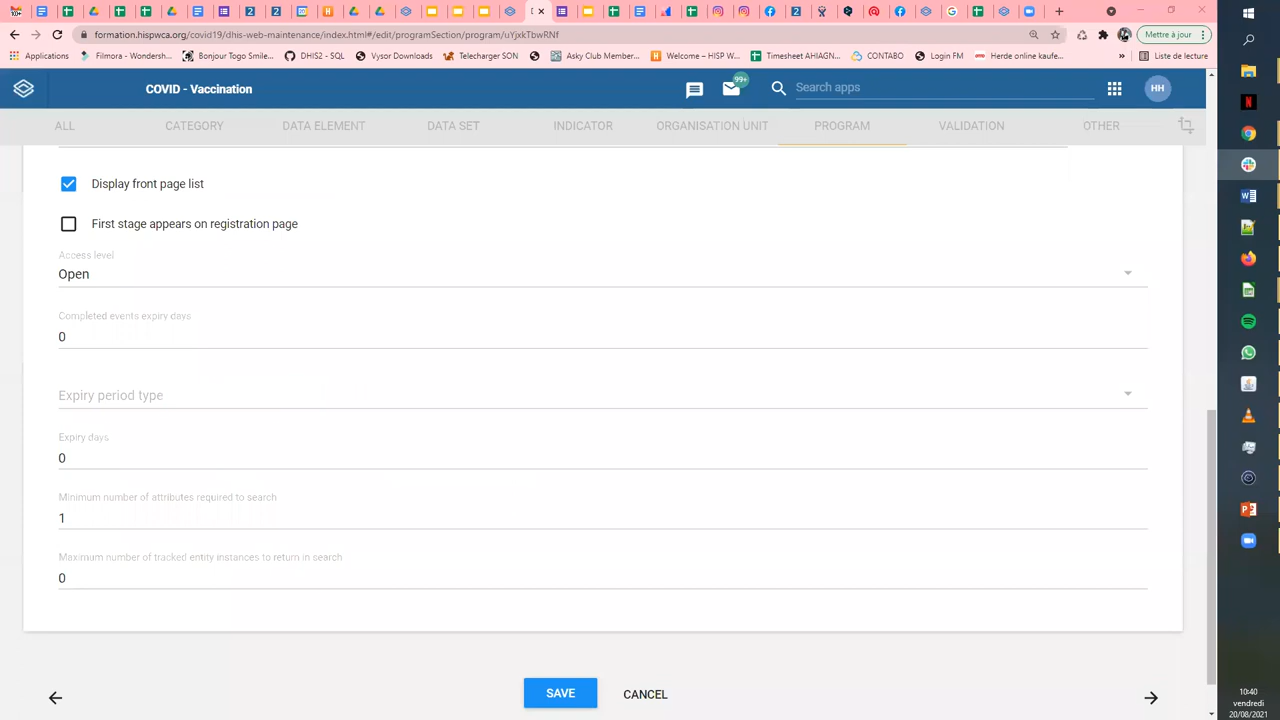 Mettre à jour
formation.hispwca.org/covid19/dhis-web-maintenance/index.html#/edit/programSection/program/uYjxkTbwRNf
Applications
Filmora - Wondersh...
Bonjour Togo Smile...
DHIS2 - SQL
Vysor Downloads
Telecharger SON
Asky Club Member...
Welcome – HISP W...
Timesheet AHIAGN...
CONTABO
Login FM
Herde online kaufe...
»
Liste de lecture
COVID - Vaccination
99+
Search apps
HH
ALL
CATEGORY
DATA ELEMENT
DATA SET
INDICATOR
ORGANISATION UNIT
PROGRAM
VALIDATION
OTHER
Display front page list
First stage appears on registration page
Access level
Open
Completed events expiry days
0
Expiry period type
Expiry days
0
Minimum number of attributes required to search
1
Maximum number of tracked entity instances to return in search
0
SAVE
CANCEL
10:40
vendredi
20/08/2021